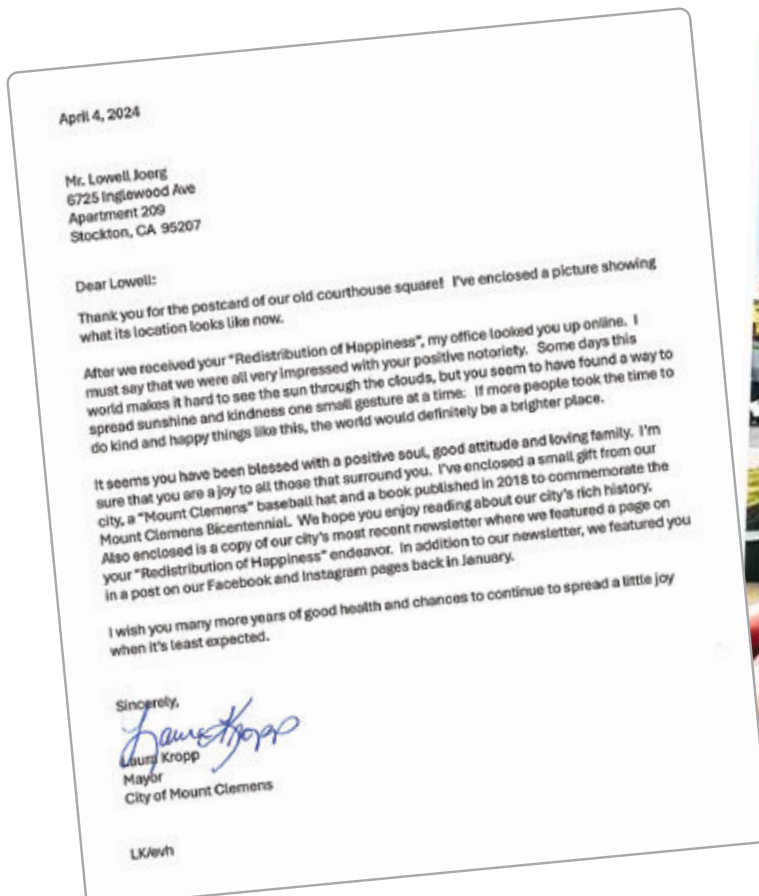 April 4, 2024
Mr. Lowell Joerg
6725 Inglewood Ave
Apartment 209
Stockton, CA 95207
Dear Lowell:
Thank you for the postcard of our old courthouse square!  I've enclosed a picture showing
what its location looks like now.
After we received your "Redistribution of Happiness", my office looked you up online.  I
must say that we were all very impressed with your positive notoriety.  Some days this
world makes it hard to see the sun through the clouds, but you seem to have found a way to
spread sunshine and kindness one small gesture at a time.  If more people took the time to
do kind and happy things like this, the world would definitely be a brighter place.
It seems you have been blessed with a positive soul, good attitude and loving family.  I'm
sure that you are a joy to all those that surround you.  I've enclosed a small gift from our
city, a "Mount Clemens" baseball hat and a book published in 2018 to commemorate the
Mount Clemens Bicentennial.  We hope you enjoy reading about our city's rich history.
Also enclosed is a copy of our city's most recent newsletter where we featured a page on
your "Redistribution of Happiness" endeavor.  In addition to our newsletter, we featured you
in a post on our Facebook and Instagram pages back in January.
I wish you many more years of good health and chances to continue to spread a little joy
when it's least expected.
Sincerely,
Laura Kropp
Laura Kropp
Mayor
City of Mount Clemens
LK/evh